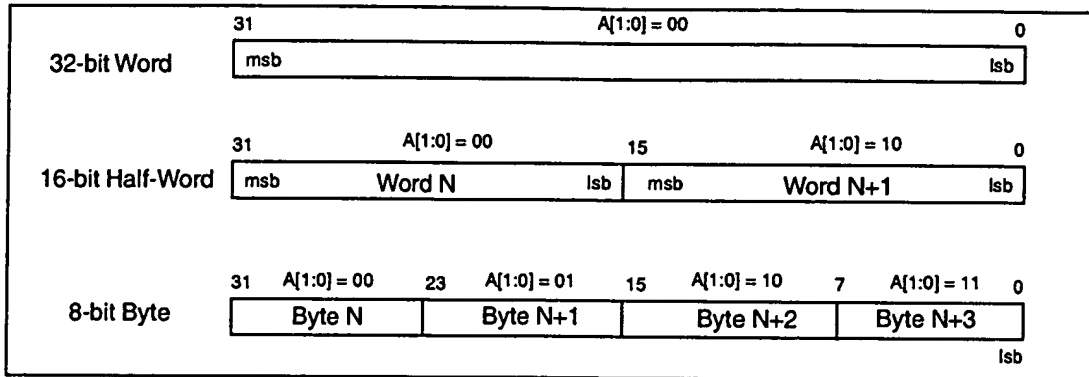 31 A[1:0] = 00 0
32-bit Word msb lsb
31 A[1:0] = 00 15 A[1:0] = 10 0
16-bit Half-Word msb Word N lsb msb Word N+1 lsb
31 A[1:0] = 00 23 A[1:0] = 01 15 A[1:0] = 10 7 A[1:0] = 11 0
8-bit Byte Byte N Byte N+1 Byte N+2 Byte N+3
lsb